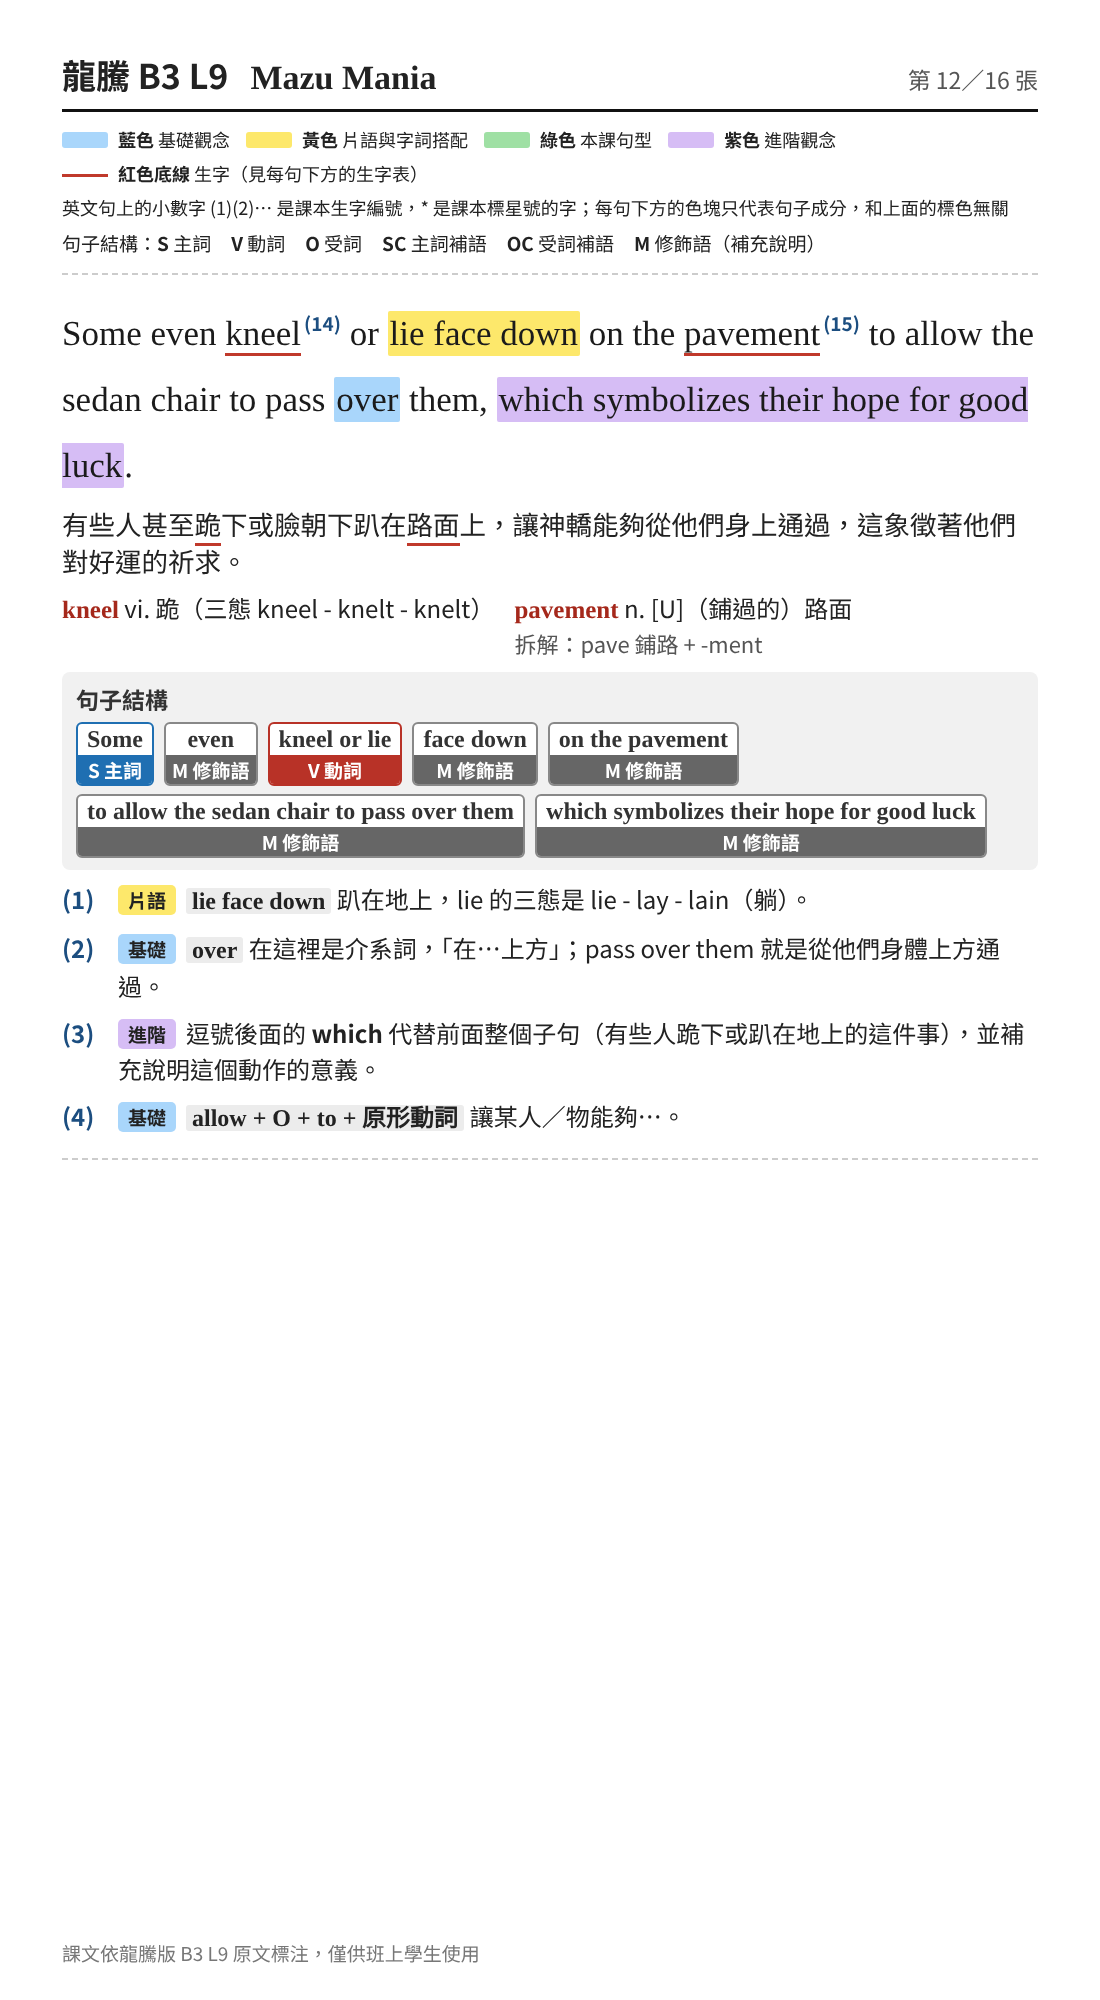 龍騰 B3 L9 Mazu Mania 第 12／16 張
藍色 基礎觀念 黃色 片語與字詞搭配 綠色 本課句型 紫色 進階觀念
紅色底線 生字（見每句下方的生字表）
英文句上的小數字 (1)(2)⋯ 是課本生字編號，* 是課本標星號的字；每句下方的色塊只代表句子成分，和上面的標色無關
句子結構：S 主詞 V 動詞 O 受詞 SC 主詞補語 OC 受詞補語 M 修飾語（補充說明）
Some even kneel(14) or lie face down on the pavement(15) to allow the
sedan chair to pass over them, which symbolizes their hope for good
luck.
有些人甚至跪下或臉朝下趴在路面上，讓神轎能夠從他們身上通過，這象徵著他們
對好運的祈求。
kneel vi. 跪（三態 kneel - knelt - knelt） pavement n. [U]（鋪過的）路面
拆解：pave 鋪路 + -ment
句子結構
Some even kneel or lie face down on the pavement
S 主詞 M 修飾語 V 動詞 M 修飾語 M 修飾語
to allow the sedan chair to pass over them which symbolizes their hope for good luck
M 修飾語 M 修飾語
(1) 片語 lie face down 趴在地上，lie 的三態是 lie - lay - lain（躺）。
(2) 基礎 over 在這裡是介系詞，「在⋯上方」；pass over them 就是從他們身體上方通
過。
(3) 進階 逗號後面的 which 代替前面整個子句（有些人跪下或趴在地上的這件事），並補
充說明這個動作的意義。
(4) 基礎 allow + O + to + 原形動詞 讓某人／物能夠⋯。
課文依龍騰版 B3 L9 原文標注，僅供班上學生使用